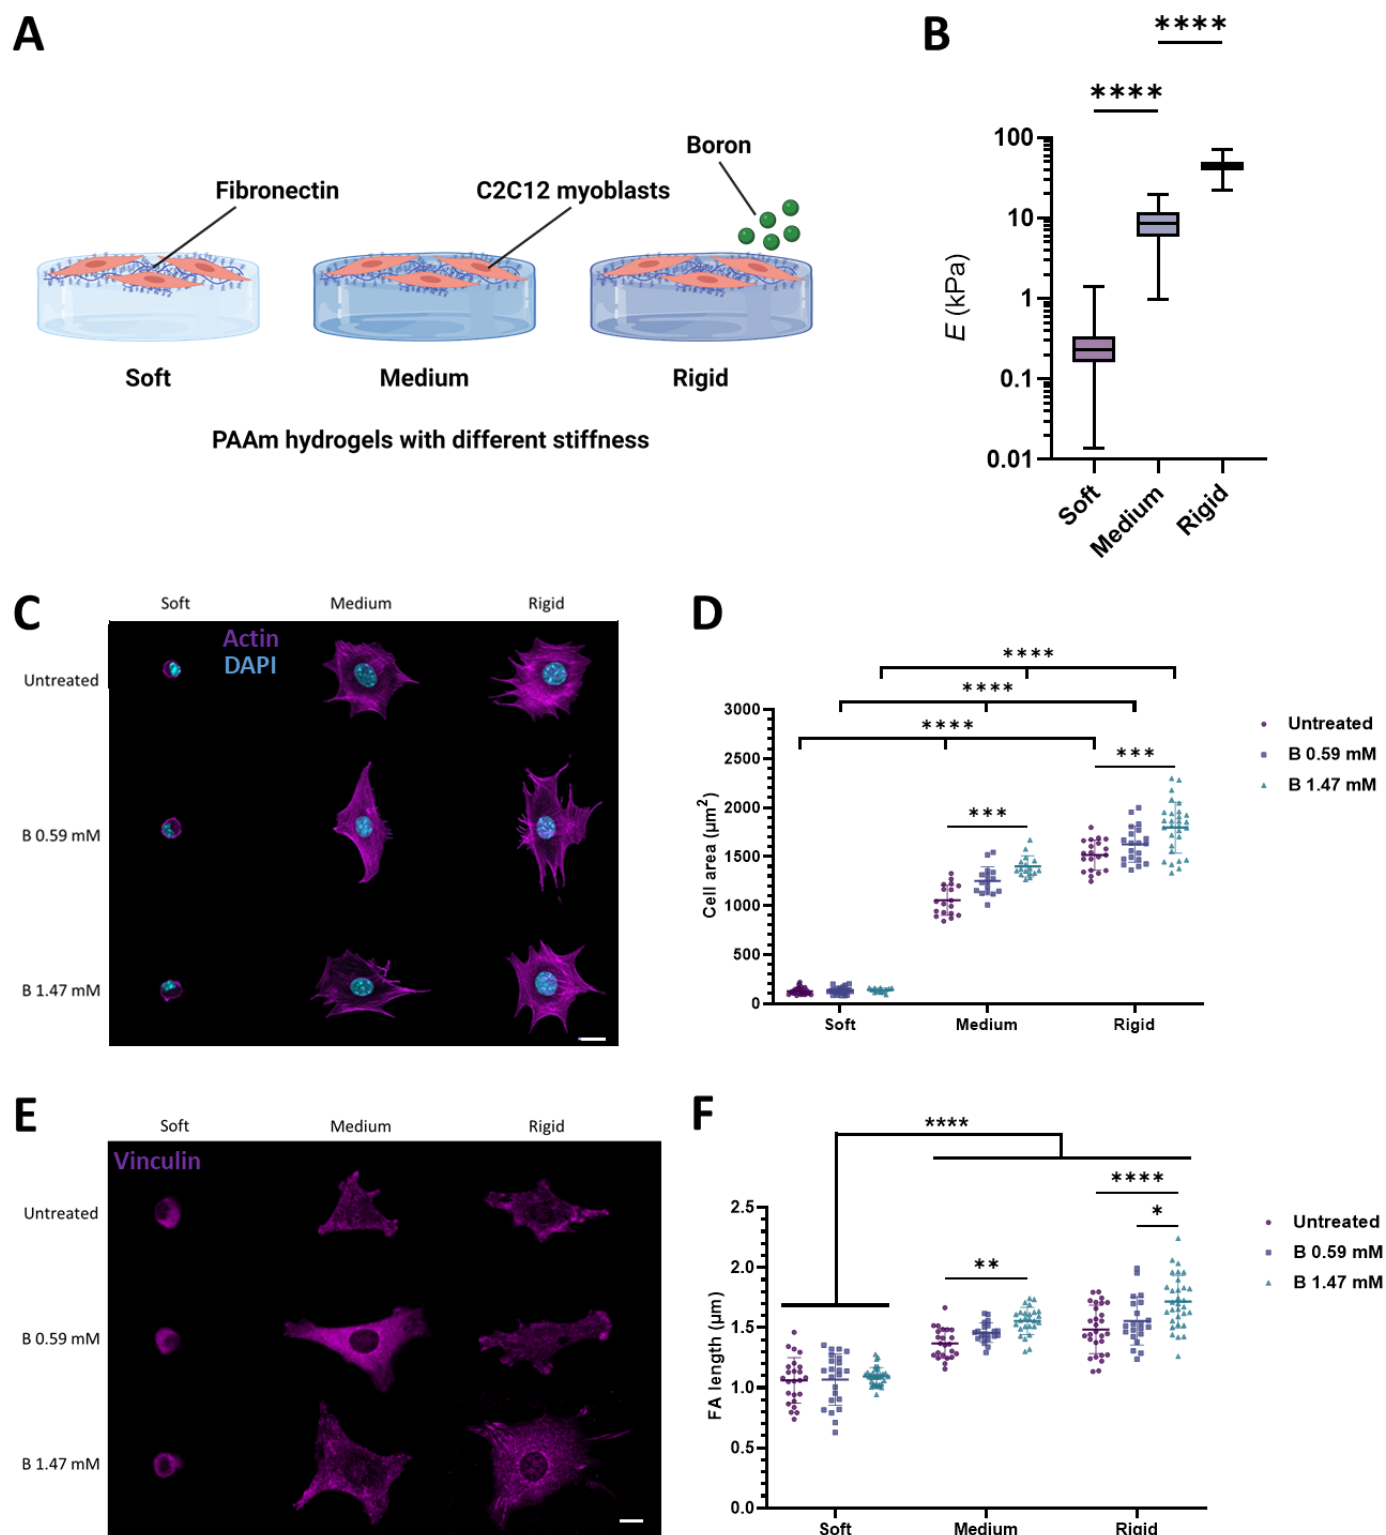 A
B
****
****
Boron
Fibronectin
C2C12 myoblasts
Soft
Medium
Rigid
PAAm hydrogels with different stiffness
E (kPa)
100
10
1
0.1
0.01
Soft
Medium
Rigid
C
Soft
Medium
Rigid
Actin
DAPI
Untreated
B 0.59 mM
B 1.47 mM
D
****
****
****
***
***
Cell area (µm²)
3000
2500
2000
1500
1000
500
0
Soft
Medium
Rigid
Untreated
B 0.59 mM
B 1.47 mM
E
Soft
Medium
Rigid
Vinculin
Untreated
B 0.59 mM
B 1.47 mM
F
****
****
*
**
FA length (µm)
2.5
2.0
1.5
1.0
0.5
0.0
Soft
Medium
Rigid
Untreated
B 0.59 mM
B 1.47 mM